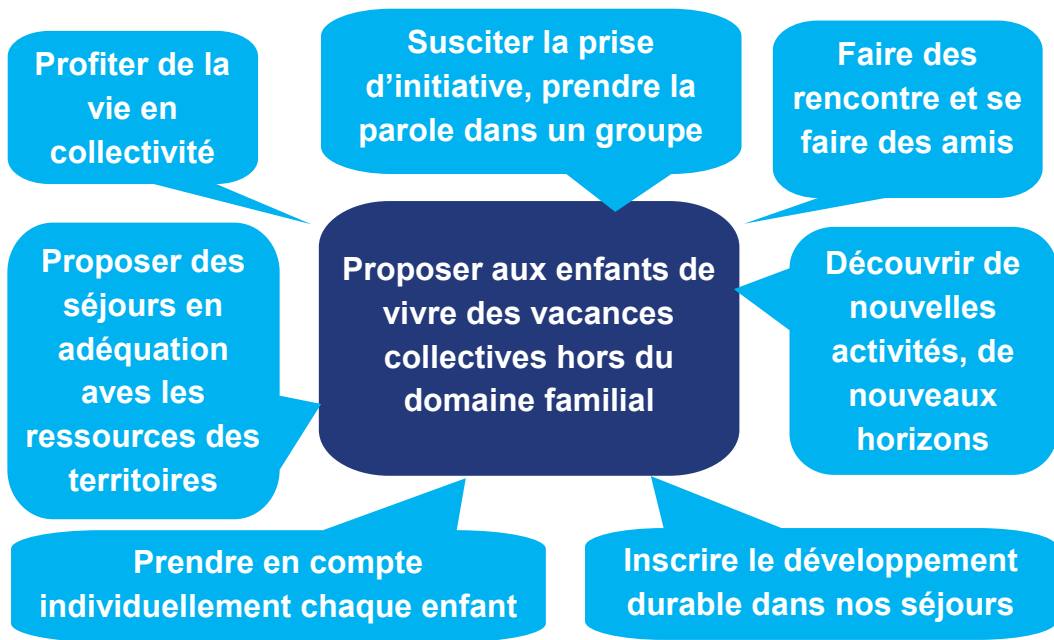 Profiter de la
vie en
collectivité
Susciter la prise
d’initiative, prendre la
parole dans un groupe
Faire des
rencontre et se
faire des amis
Proposer des
séjours en
adéquation
aves les
ressources des
territoires
Proposer aux enfants de
vivre des vacances
collectives hors du
domaine familial
Découvrir de
nouvelles
activités, de
nouveaux
horizons
Prendre en compte
individuellement chaque enfant
Inscrire le développement
durable dans nos séjours